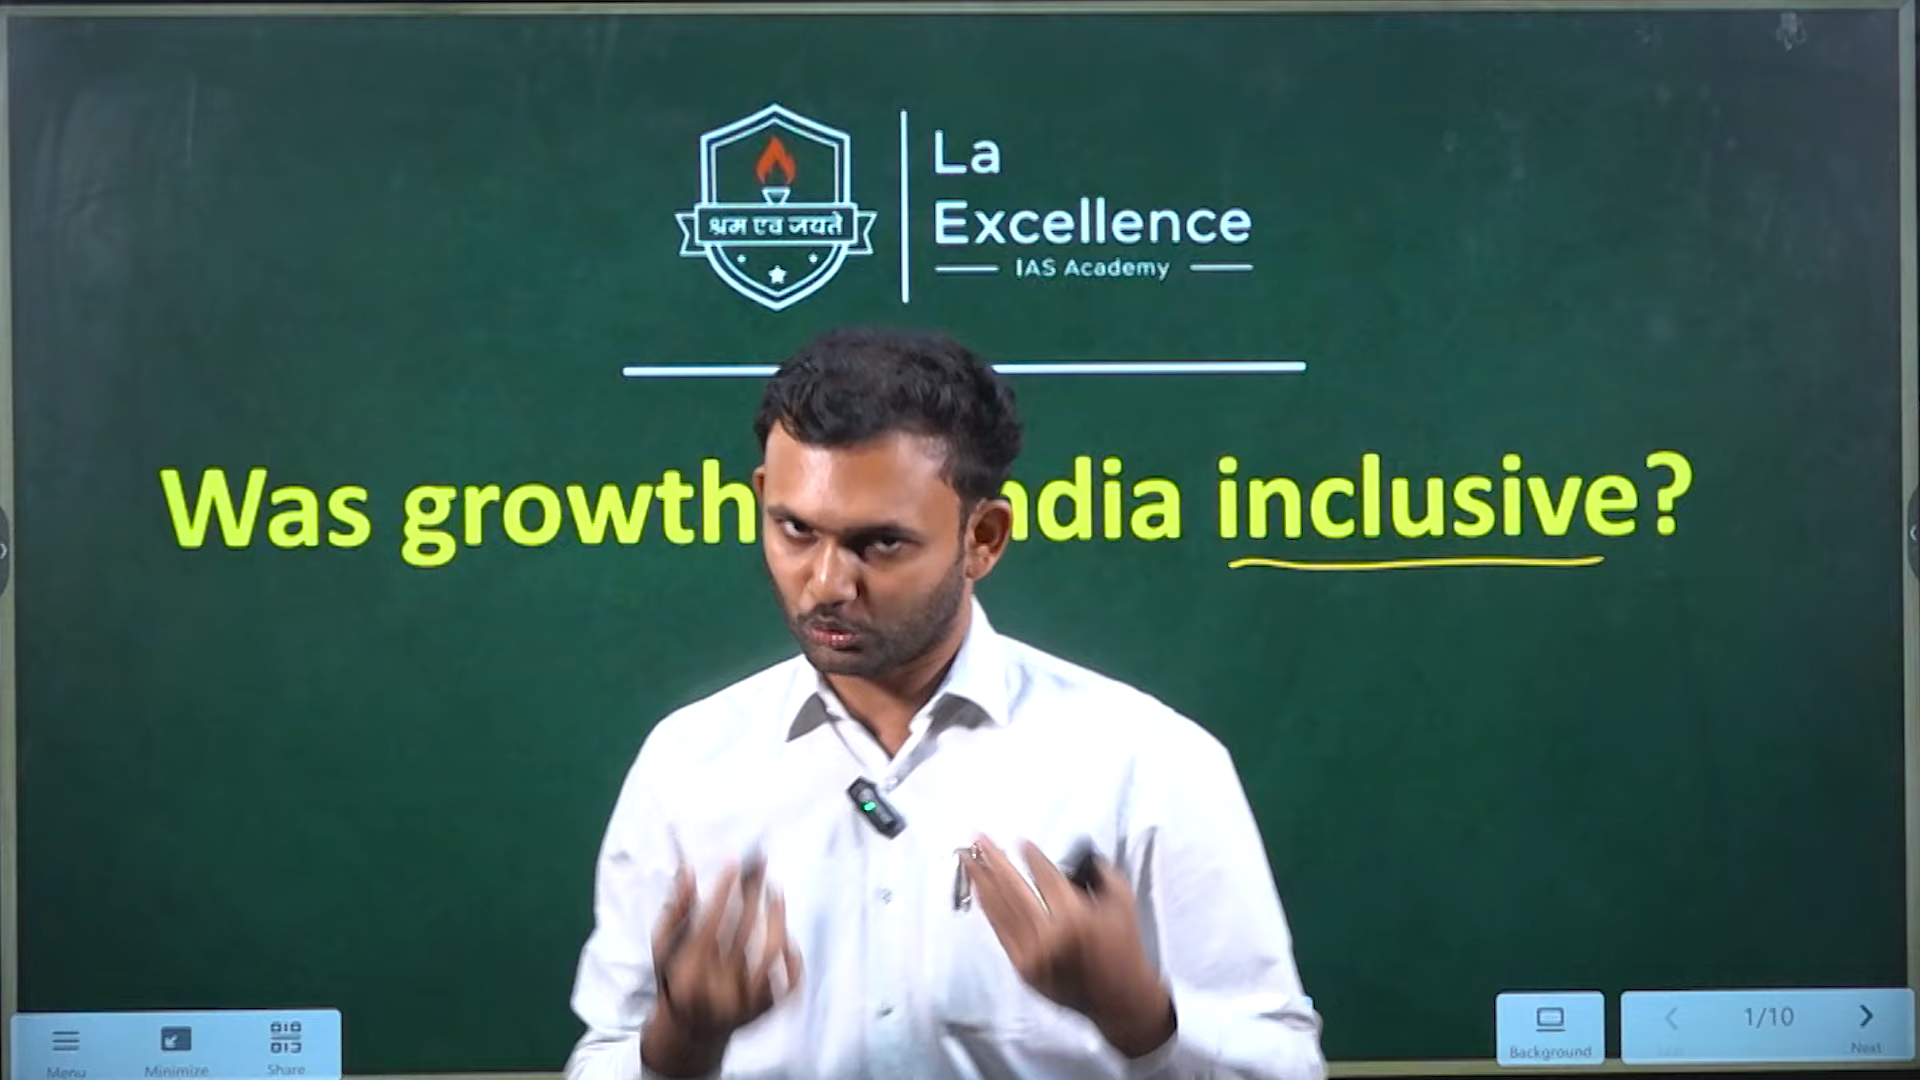 श्रम एव जयते
La
Excellence
IAS Academy
Was growth ndia inclusive?
Menu
Minimize
Share
Background
1/10
Next